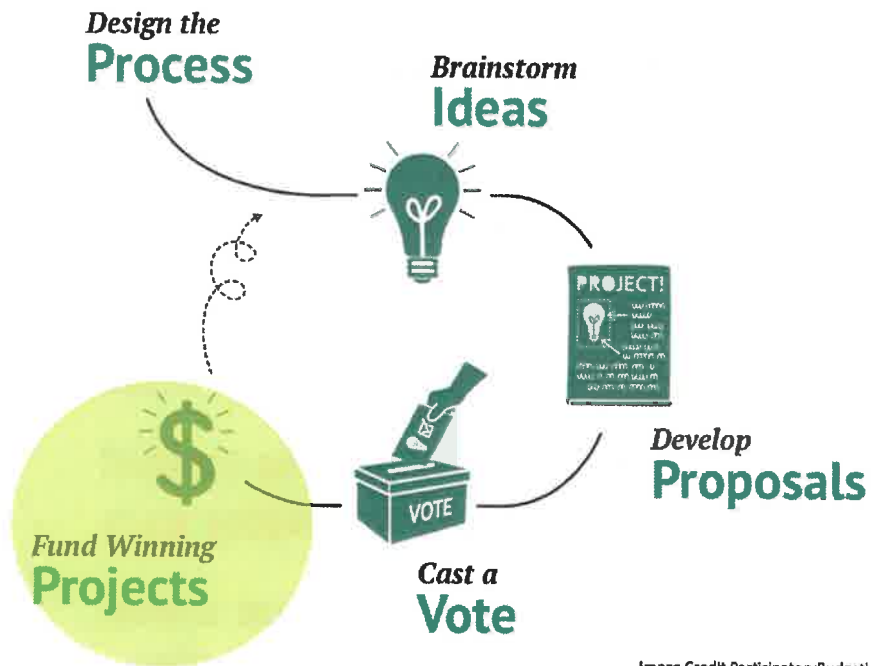 Design the
Process
Brainstorm
Ideas
PROJECT!
Develop
Proposals
VOTE
Cast a
Vote
Fund Winning
Projects
$